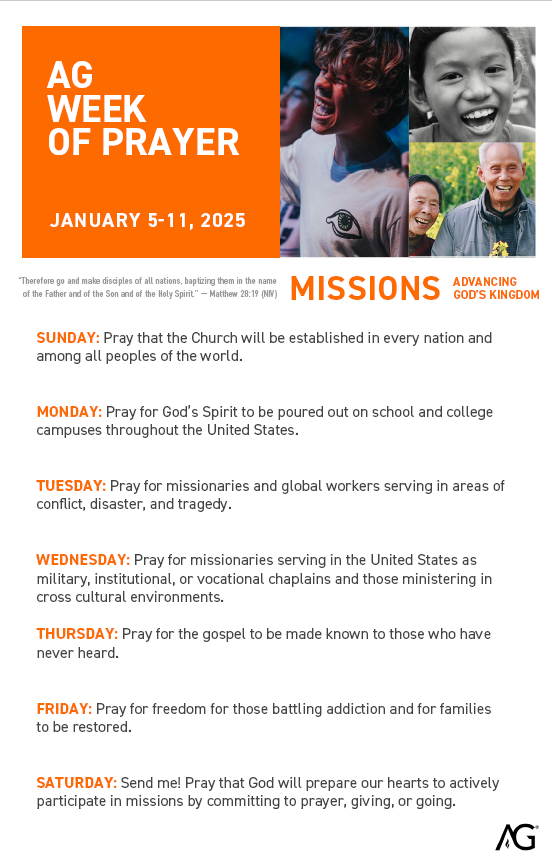 AG
WEEK
OF PRAYER
JANUARY 5-11, 2025
"Therefore go and make disciples of all nations, baptizing them in the name
of the Father and of the Son and of the Holy Spirit." — Matthew 28:19 (NIV)
MISSIONS
ADVANCING
GOD'S KINGDOM
SUNDAY: Pray that the Church will be established in every nation and
among all peoples of the world.
MONDAY: Pray for God's Spirit to be poured out on school and college
campuses throughout the United States.
TUESDAY: Pray for missionaries and global workers serving in areas of
conflict, disaster, and tragedy.
WEDNESDAY: Pray for missionaries serving in the United States as
military, institutional, or vocational chaplains and those ministering in
cross cultural environments.
THURSDAY: Pray for the gospel to be made known to those who have
never heard.
FRIDAY: Pray for freedom for those battling addiction and for families
to be restored.
SATURDAY: Send me! Pray that God will prepare our hearts to actively
participate in missions by committing to prayer, giving, or going.
AG®